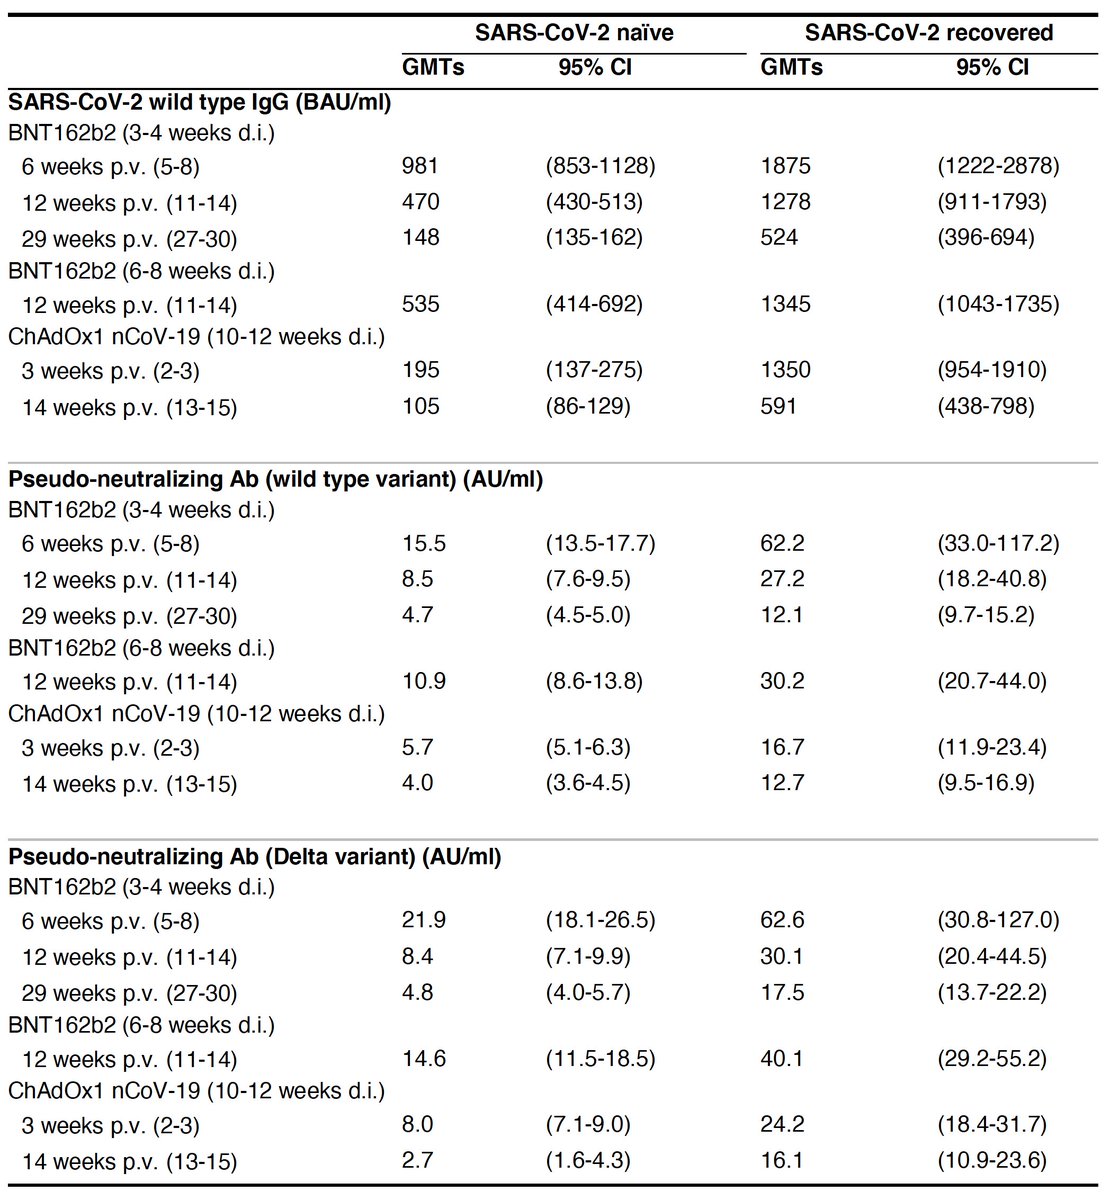 SARS-CoV-2 naïve SARS-CoV-2 recovered
GMTs 95% CI GMTs 95% CI
SARS-CoV-2 wild type IgG (BAU/ml)
BNT162b2 (3-4 weeks d.i.)
6 weeks p.v. (5-8) 981 (853-1128) 1875 (1222-2878)
12 weeks p.v. (11-14) 470 (430-513) 1278 (911-1793)
29 weeks p.v. (27-30) 148 (135-162) 524 (396-694)
BNT162b2 (6-8 weeks d.i.)
12 weeks p.v. (11-14) 535 (414-692) 1345 (1043-1735)
ChAdOx1 nCoV-19 (10-12 weeks d.i.)
3 weeks p.v. (2-3) 195 (137-275) 1350 (954-1910)
14 weeks p.v. (13-15) 105 (86-129) 591 (438-798)
Pseudo-neutralizing Ab (wild type variant) (AU/ml)
BNT162b2 (3-4 weeks d.i.)
6 weeks p.v. (5-8) 15.5 (13.5-17.7) 62.2 (33.0-117.2)
12 weeks p.v. (11-14) 8.5 (7.6-9.5) 27.2 (18.2-40.8)
29 weeks p.v. (27-30) 4.7 (4.5-5.0) 12.1 (9.7-15.2)
BNT162b2 (6-8 weeks d.i.)
12 weeks p.v. (11-14) 10.9 (8.6-13.8) 30.2 (20.7-44.0)
ChAdOx1 nCoV-19 (10-12 weeks d.i.)
3 weeks p.v. (2-3) 5.7 (5.1-6.3) 16.7 (11.9-23.4)
14 weeks p.v. (13-15) 4.0 (3.6-4.5) 12.7 (9.5-16.9)
Pseudo-neutralizing Ab (Delta variant) (AU/ml)
BNT162b2 (3-4 weeks d.i.)
6 weeks p.v. (5-8) 21.9 (18.1-26.5) 62.6 (30.8-127.0)
12 weeks p.v. (11-14) 8.4 (7.1-9.9) 30.1 (20.4-44.5)
29 weeks p.v. (27-30) 4.8 (4.0-5.7) 17.5 (13.7-22.2)
BNT162b2 (6-8 weeks d.i.)
12 weeks p.v. (11-14) 14.6 (11.5-18.5) 40.1 (29.2-55.2)
ChAdOx1 nCoV-19 (10-12 weeks d.i.)
3 weeks p.v. (2-3) 8.0 (7.1-9.0) 24.2 (18.4-31.7)
14 weeks p.v. (13-15) 2.7 (1.6-4.3) 16.1 (10.9-23.6)